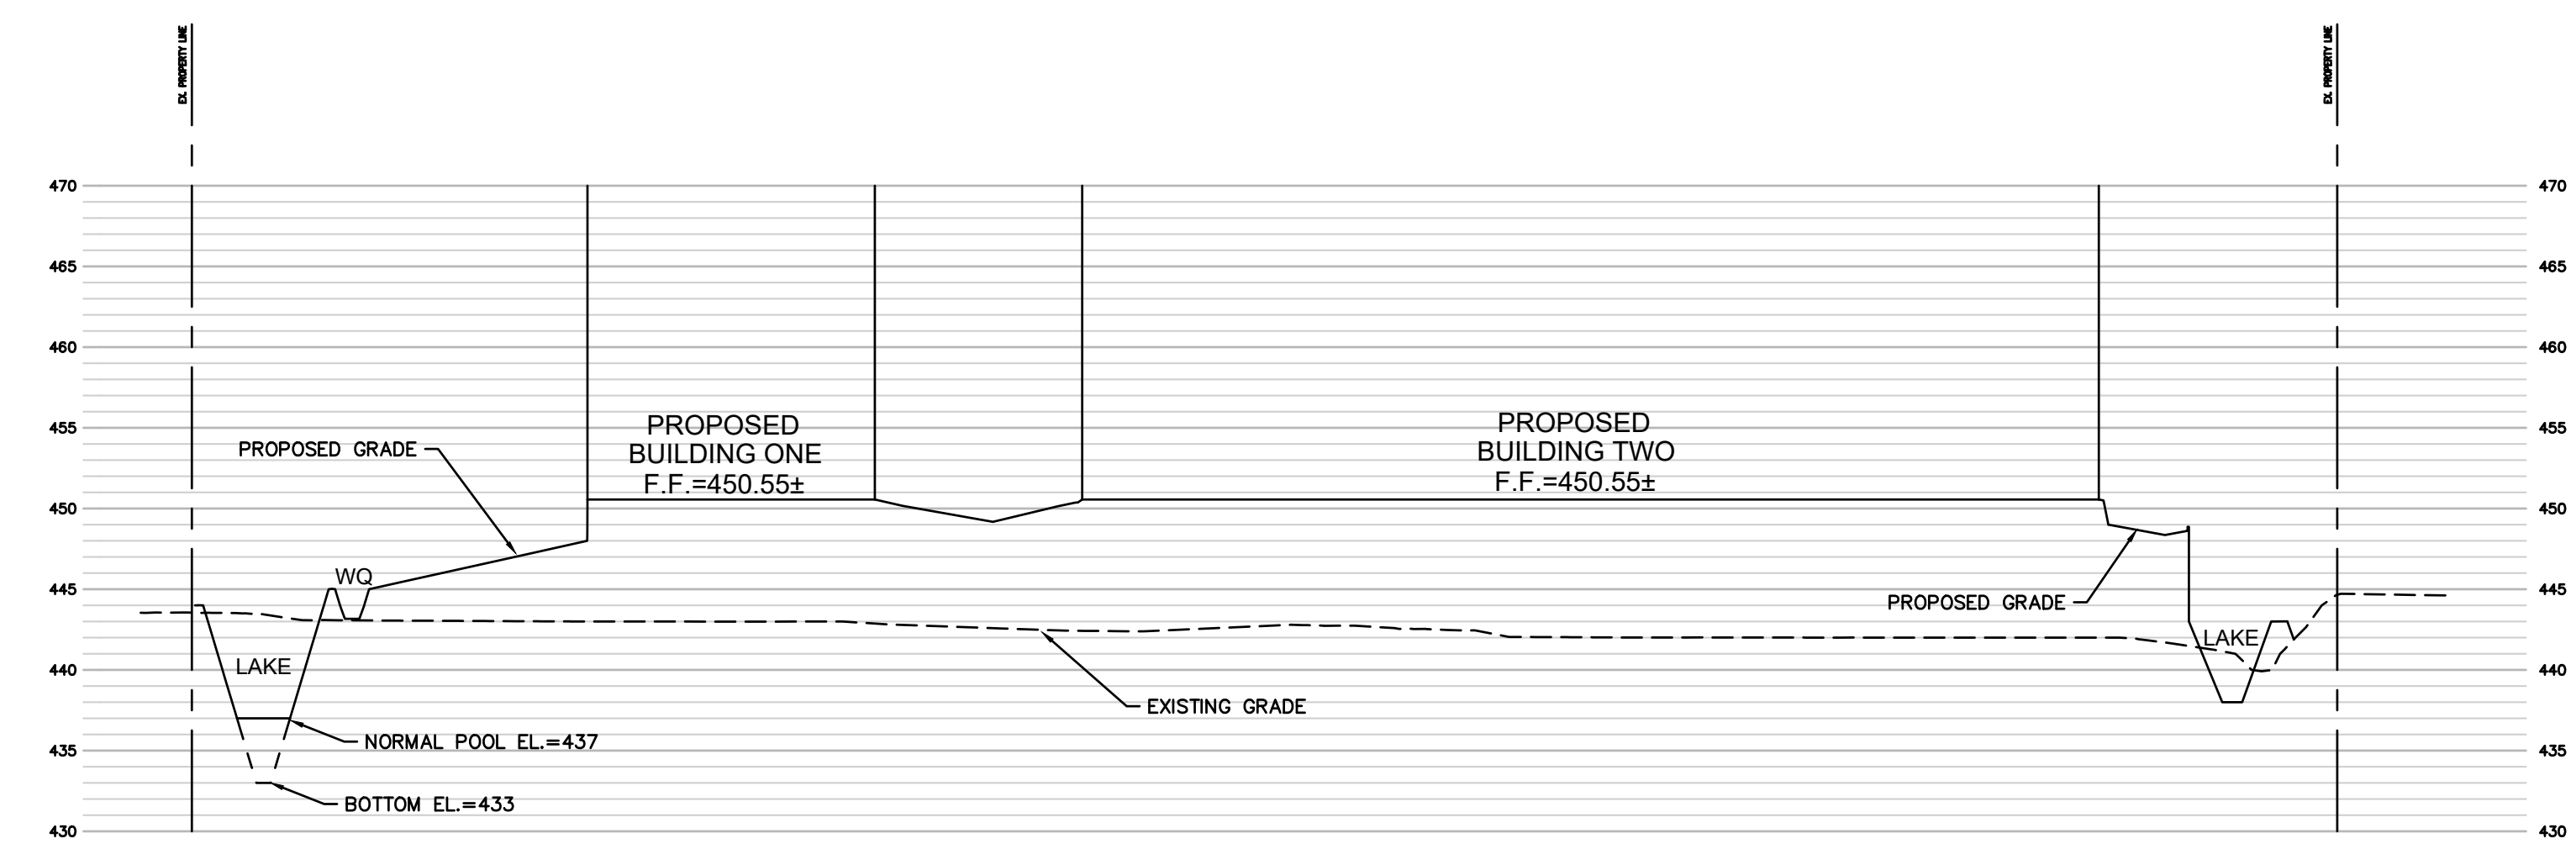 EX. PROPERTY LINE
EX. PROPERTY LINE
470
470
465
465
460
460
455
455
PROPOSED GRADE
PROPOSED
BUILDING ONE
F.F.=450.55±
PROPOSED
BUILDING TWO
F.F.=450.55±
450
450
445
445
WQ
PROPOSED GRADE
LAKE
LAKE
440
440
EXISTING GRADE
NORMAL POOL EL.=437
435
435
BOTTOM EL.=433
430
430